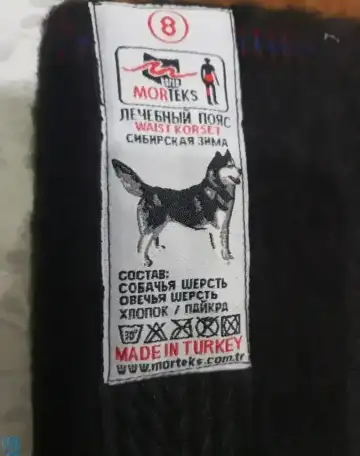 8
MORTEKS
ЛЕЧЕБНЫЙ ПОЯС
WAIST KORSET
СИБИРСКАЯ ЗИМА
СОСТАВ:
СОБАЧЬЯ ШЕРСТЬ
ОВЕЧЬЯ ШЕРСТЬ
ХЛОПОК / ЛАЙКРА
30°
MADE IN TURKEY
www.morteks.com.tr